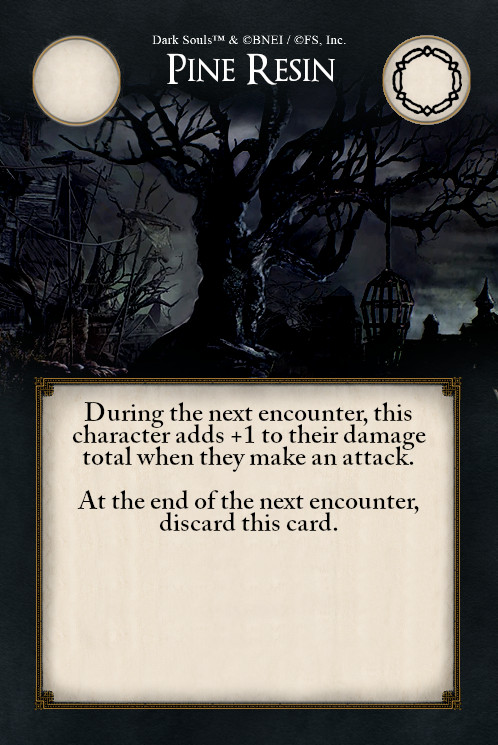 Dark Souls™ & ©BNEI / ©FS, Inc.
Pine Resin
During the next encounter, this
character adds +1 to their damage
total when they make an attack.
At the end of the next encounter,
discard this card.